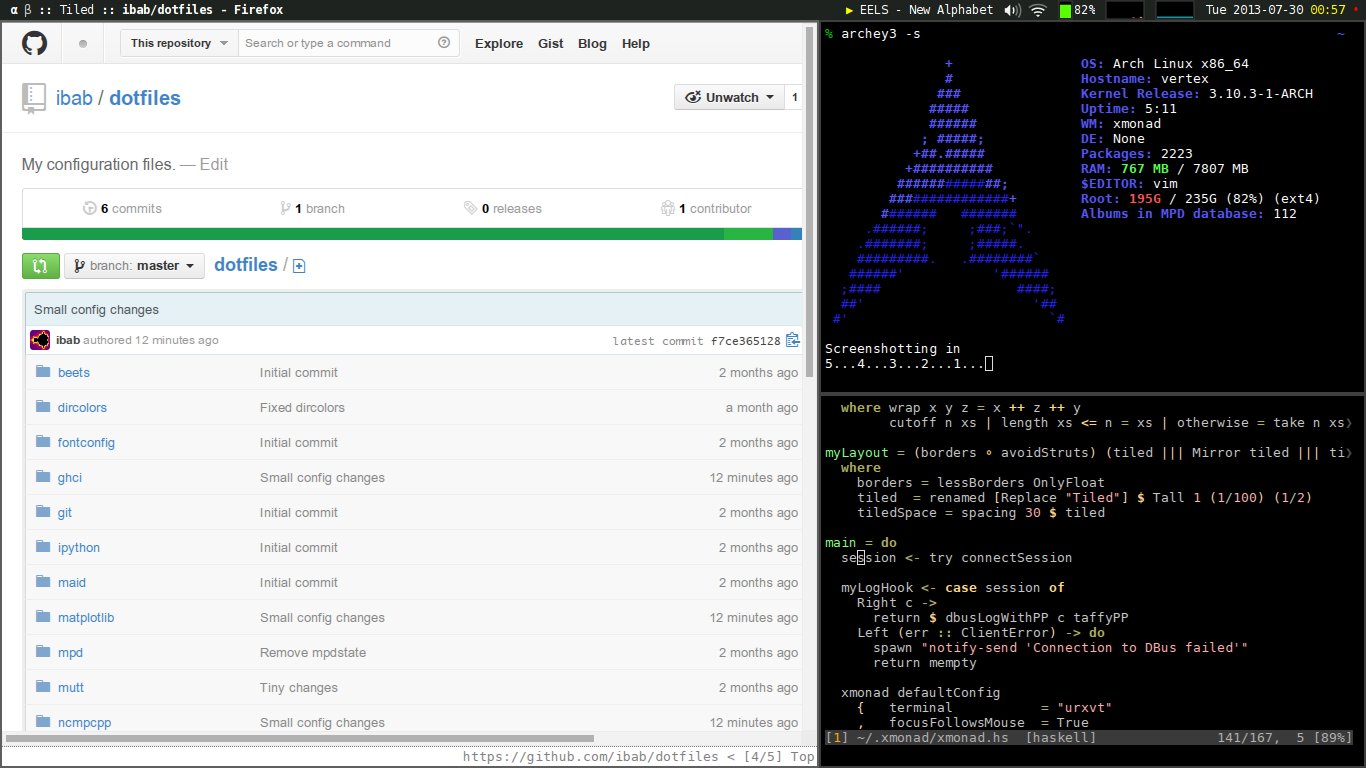 α β :: Tiled :: ibab/dotfiles - Firefox
▶ EELS - New Alphabet 82% Tue 2013-07-30 00:57
This repository Search or type a command Explore Gist Blog Help
ibab / dotfiles
Unwatch 1
My configuration files. — Edit
6 commits 1 branch 0 releases 1 contributor
branch: master dotfiles /
Small config changes
ibab authored 12 minutes ago latest commit f7ce365128
beets Initial commit 2 months ago
dircolors Fixed dircolors a month ago
fontconfig Initial commit 2 months ago
ghci Small config changes 12 minutes ago
git Initial commit 2 months ago
ipython Initial commit 2 months ago
maid Initial commit 2 months ago
matplotlib Small config changes 12 minutes ago
mpd Remove mpdstate 2 months ago
mutt Tiny changes 2 months ago
ncmpcpp Small config changes 12 minutes ago
https://github.com/ibab/dotfiles < [4/5] Top
% archey3 -s ~
+
#
###
#####
######
; #####;
+##.#####
+##########
#############;
###############+
####### #######
.######; ;###;`".
.#######; ;#####.
#########. .########`
######' '######
;#### ####;
##' '##
#' `#
OS: Arch Linux x86_64
Hostname: vertex
Kernel Release: 3.10.3-1-ARCH
Uptime: 5:11
WM: xmonad
DE: None
Packages: 2223
RAM: 767 MB / 7807 MB
$EDITOR: vim
Root: 195G / 235G (82%) (ext4)
Albums in MPD database: 112
Screenshotting in
5...4...3...2...1...
where wrap x y z = x ++ z ++ y
cutoff n xs | length xs <= n = xs | otherwise = take n xs❯
myLayout = (borders ∘ avoidStruts) (tiled ||| Mirror tiled ||| ti❯
where
borders = lessBorders OnlyFloat
tiled = renamed [Replace "Tiled"] $ Tall 1 (1/100) (1/2)
tiledSpace = spacing 30 $ tiled
main = do
session <- try connectSession
myLogHook <- case session of
Right c ->
return $ dbusLogWithPP c taffyPP
Left (err :: ClientError) -> do
spawn "notify-send 'Connection to DBus failed'"
return mempty
xmonad defaultConfig
{ terminal = "urxvt"
, focusFollowsMouse = True
[1] ~/.xmonad/xmonad.hs [haskell] 141/167, 5 [89%]